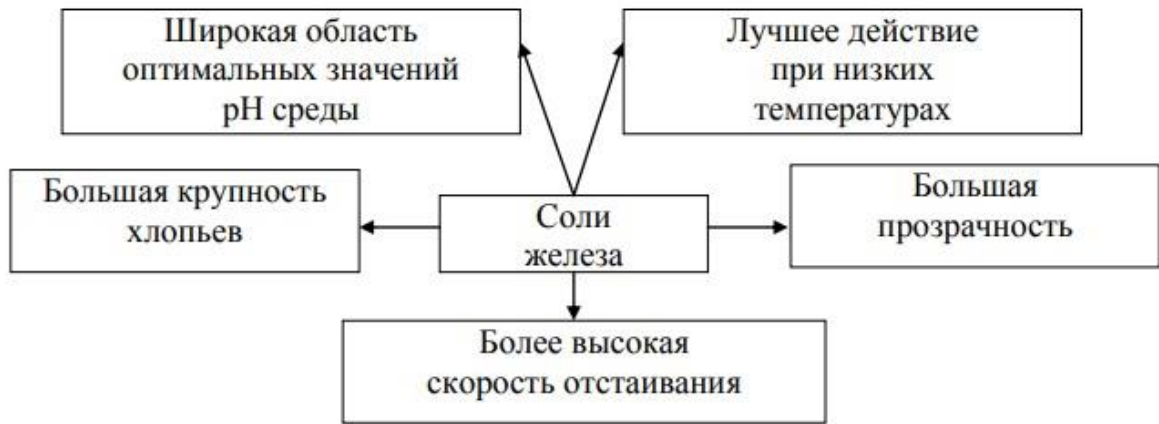 Широкая область
оптимальных значений
pH среды
Лучшее действие
при низких
температурах
Большая крупность
хлопьев
Соли
железа
Большая
прозрачность
Более высокая
скорость отстаивания